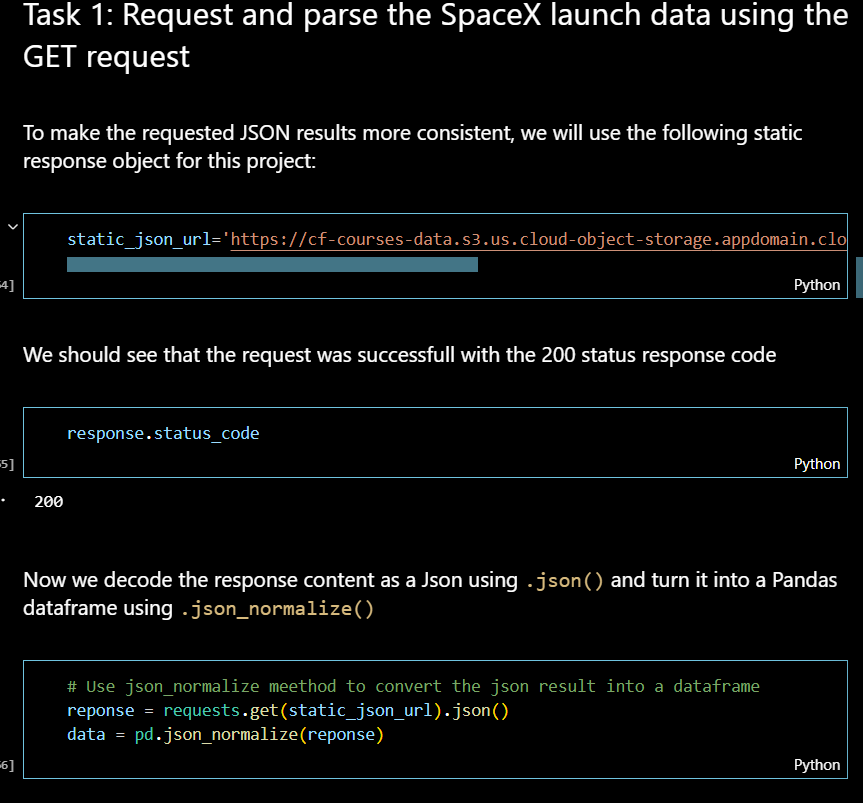 Task 1: Request and parse the SpaceX launch data using the
GET request
To make the requested JSON results more consistent, we will use the following static
response object for this project:
static_json_url='https://cf-courses-data.s3.us.cloud-object-storage.appdomain.clo
4]
Python
We should see that the request was successfull with the 200 status response code
response.status_code
5]
Python
200
Now we decode the response content as a Json using .json() and turn it into a Pandas
dataframe using .json_normalize()
# Use json_normalize meethod to convert the json result into a dataframe
reponse = requests.get(static_json_url).json()
data = pd.json_normalize(reponse)
6]
Python